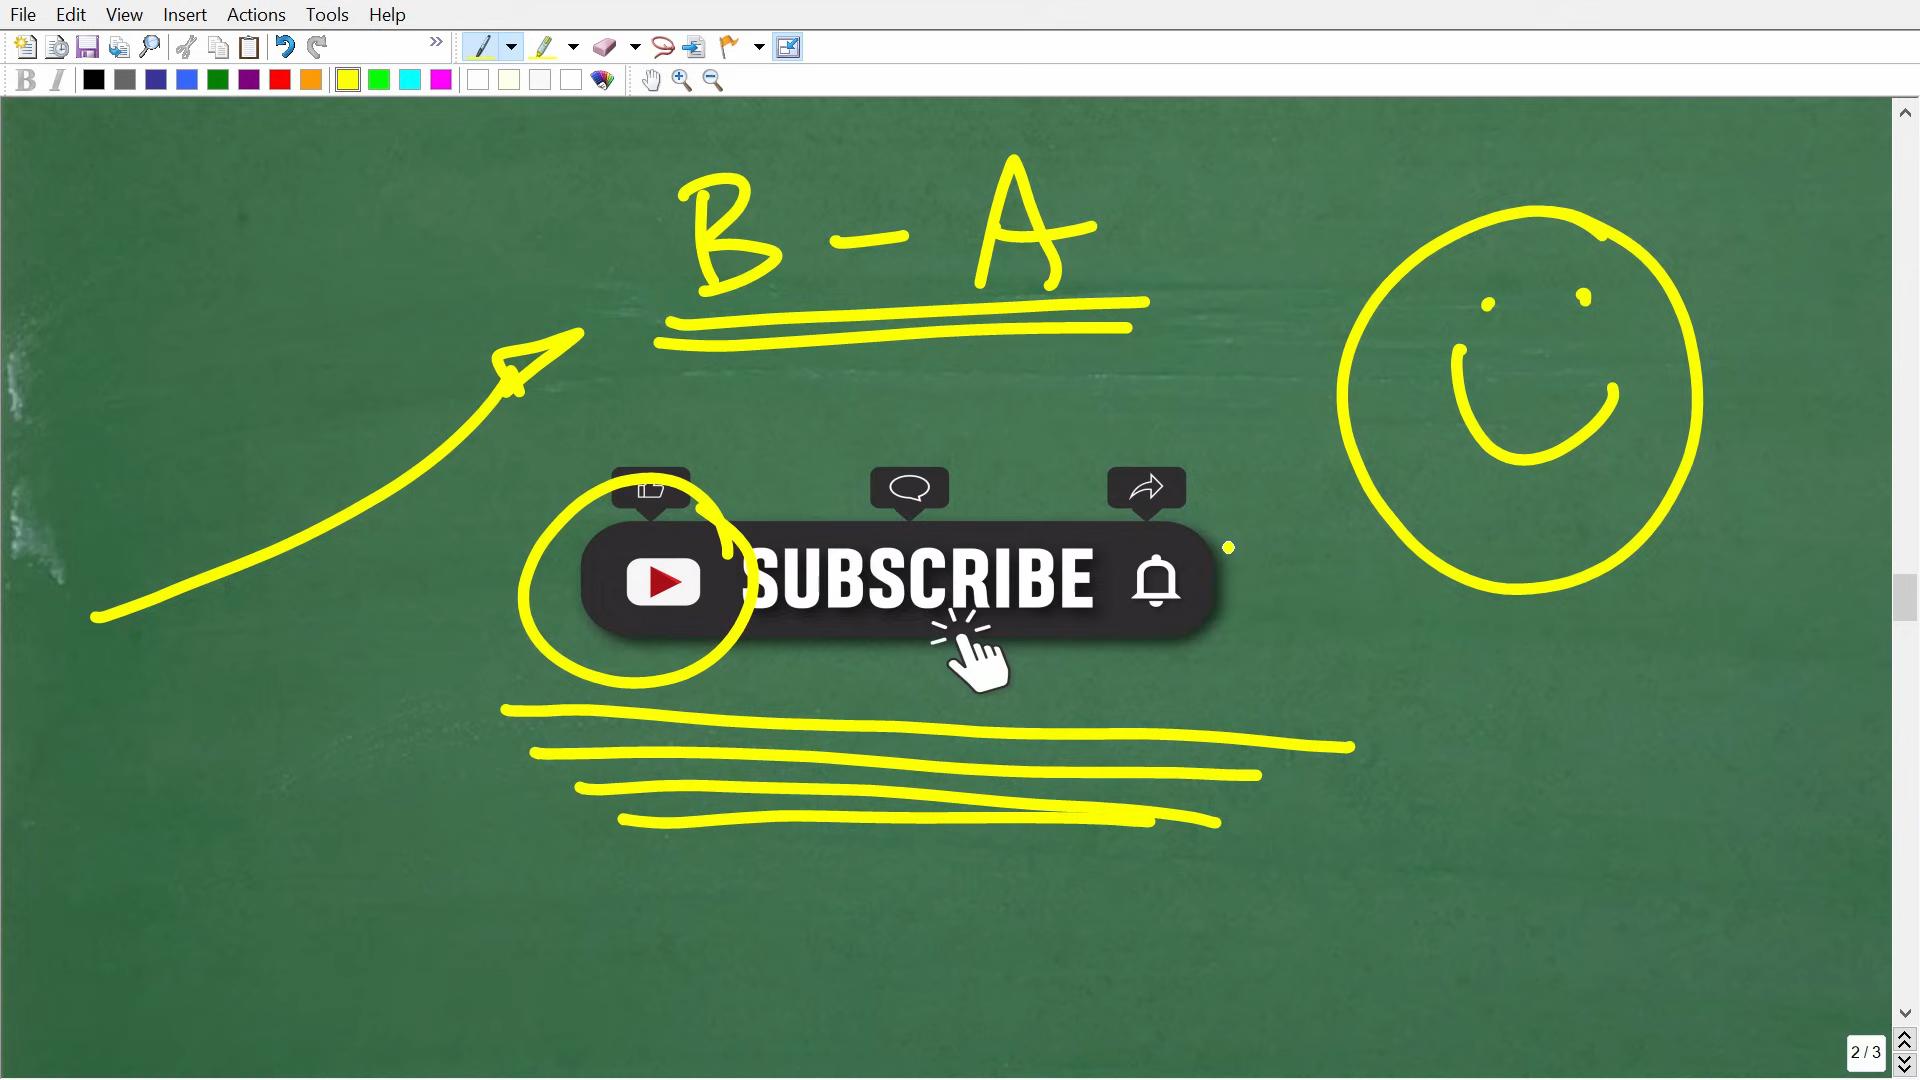 File Edit View Insert Actions Tools Help
B I
B - A
SUBSCRIBE
2 / 3